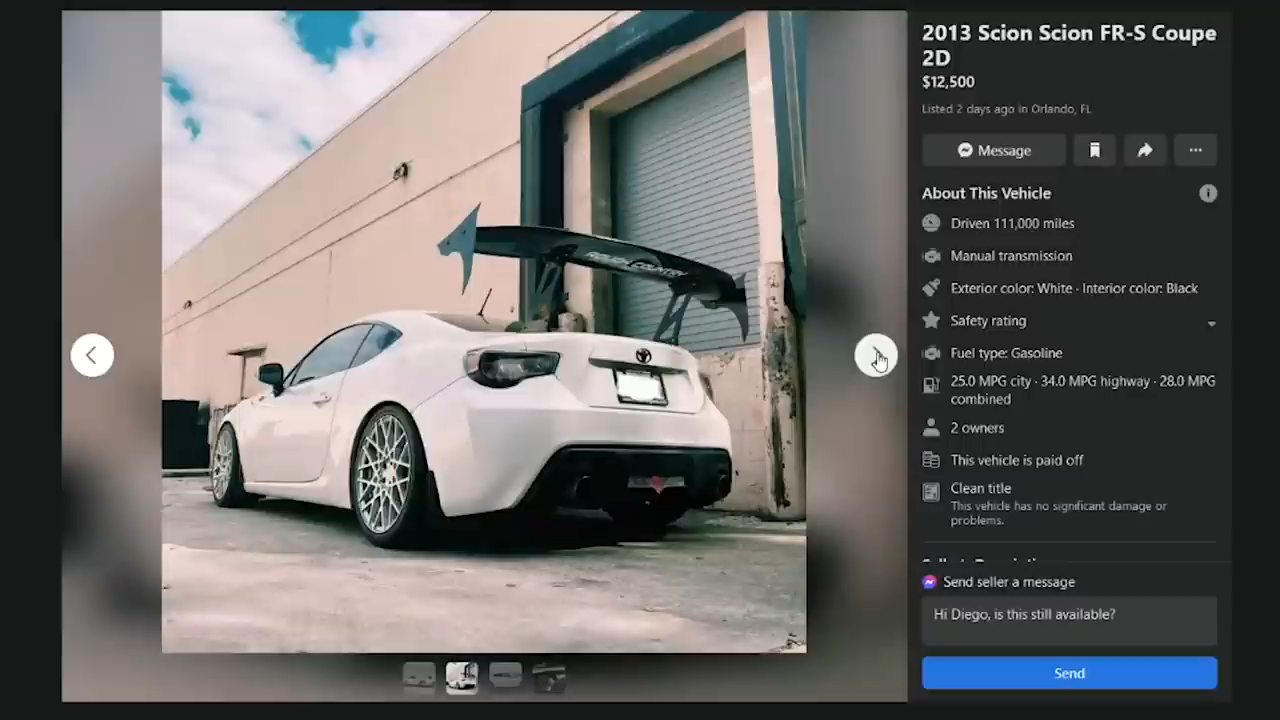 2013 Scion Scion FR-S Coupe
2D
$12,500
Listed 2 days ago in Orlando, FL
Message
About This Vehicle
Driven 111,000 miles
Manual transmission
Exterior color: White · Interior color: Black
Safety rating
Fuel type: Gasoline
25.0 MPG city · 34.0 MPG highway · 28.0 MPG
combined
2 owners
This vehicle is paid off
Clean title
This vehicle has no significant damage or
problems.
Send seller a message
Hi Diego, is this still available?
Send